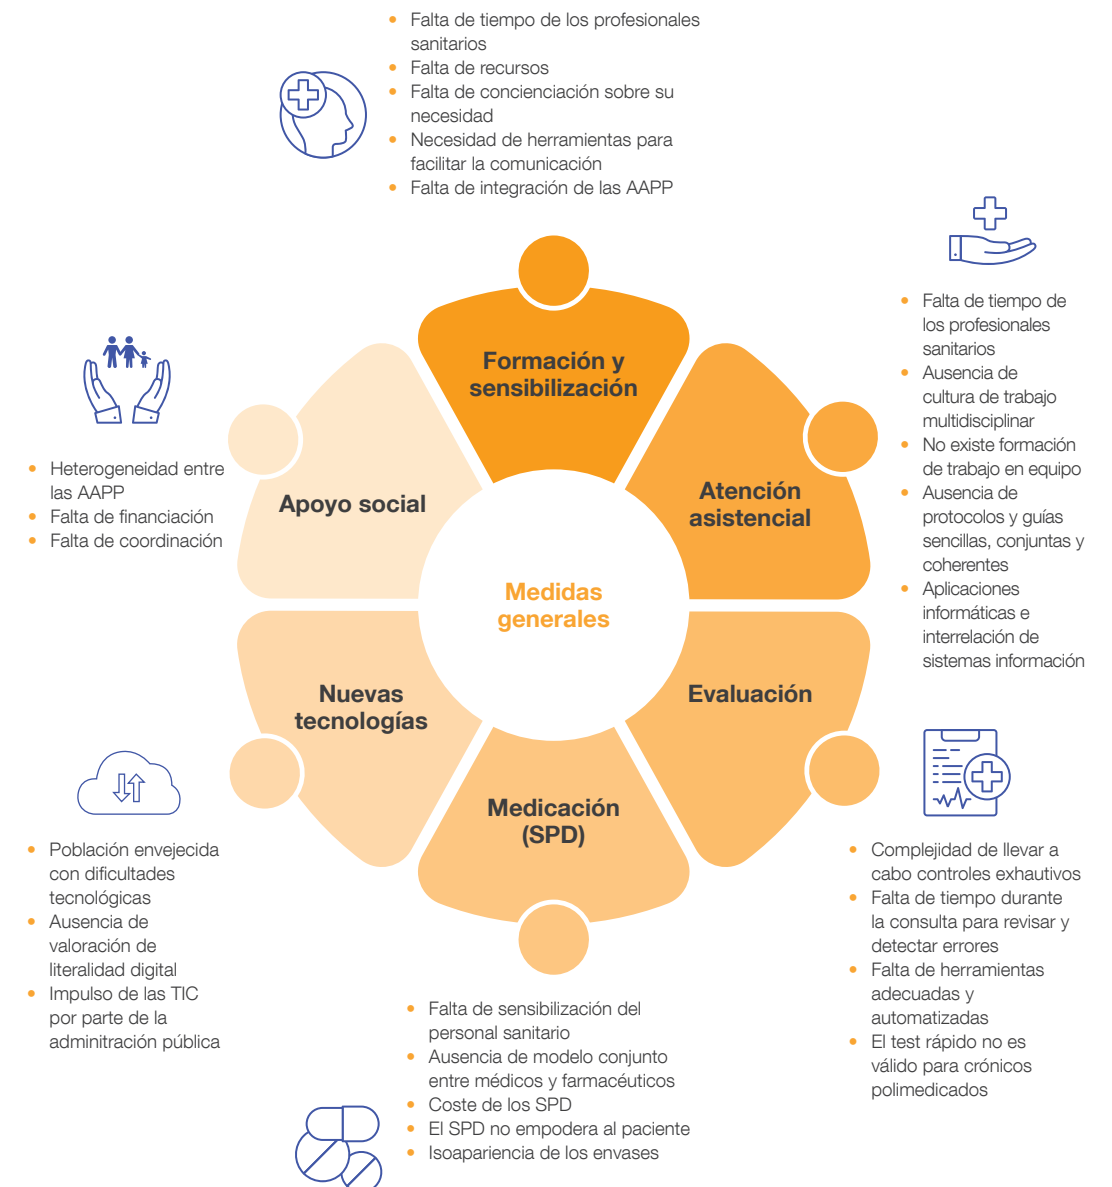 • Falta de tiempo de los profesionales
sanitarios
• Falta de recursos
• Falta de concienciación sobre su
necesidad
• Necesidad de herramientas para
facilitar la comunicación
• Falta de integración de las AAPP
Formación y
sensibilización
Atención
asistencial
• Falta de tiempo de
los profesionales
sanitarios
• Ausencia de
cultura de trabajo
multidisciplinar
• No existe formación
de trabajo en equipo
• Ausencia de
protocolos y guías
sencillas, conjuntas y
coherentes
• Aplicaciones
informáticas e
interrelación de
sistemas información
Evaluación
• Complejidad de llevar a
cabo controles exhautivos
• Falta de tiempo durante
la consulta para revisar y
detectar errores
• Falta de herramientas
adecuadas y
automatizadas
• El test rápido no es
válido para crónicos
polimedicados
Medicación
(SPD)
• Falta de sensibilización del
personal sanitario
• Ausencia de modelo conjunto
entre médicos y farmacéuticos
• Coste de los SPD
• El SPD no empodera al paciente
• Isoapariencia de los envases
Nuevas
tecnologías
• Población envejecida
con dificultades
tecnológicas
• Ausencia de
valoración de
literalidad digital
• Impulso de las TIC
por parte de la
adminitración pública
Apoyo social
• Heterogeneidad entre
las AAPP
• Falta de financiación
• Falta de coordinación
Medidas
generales